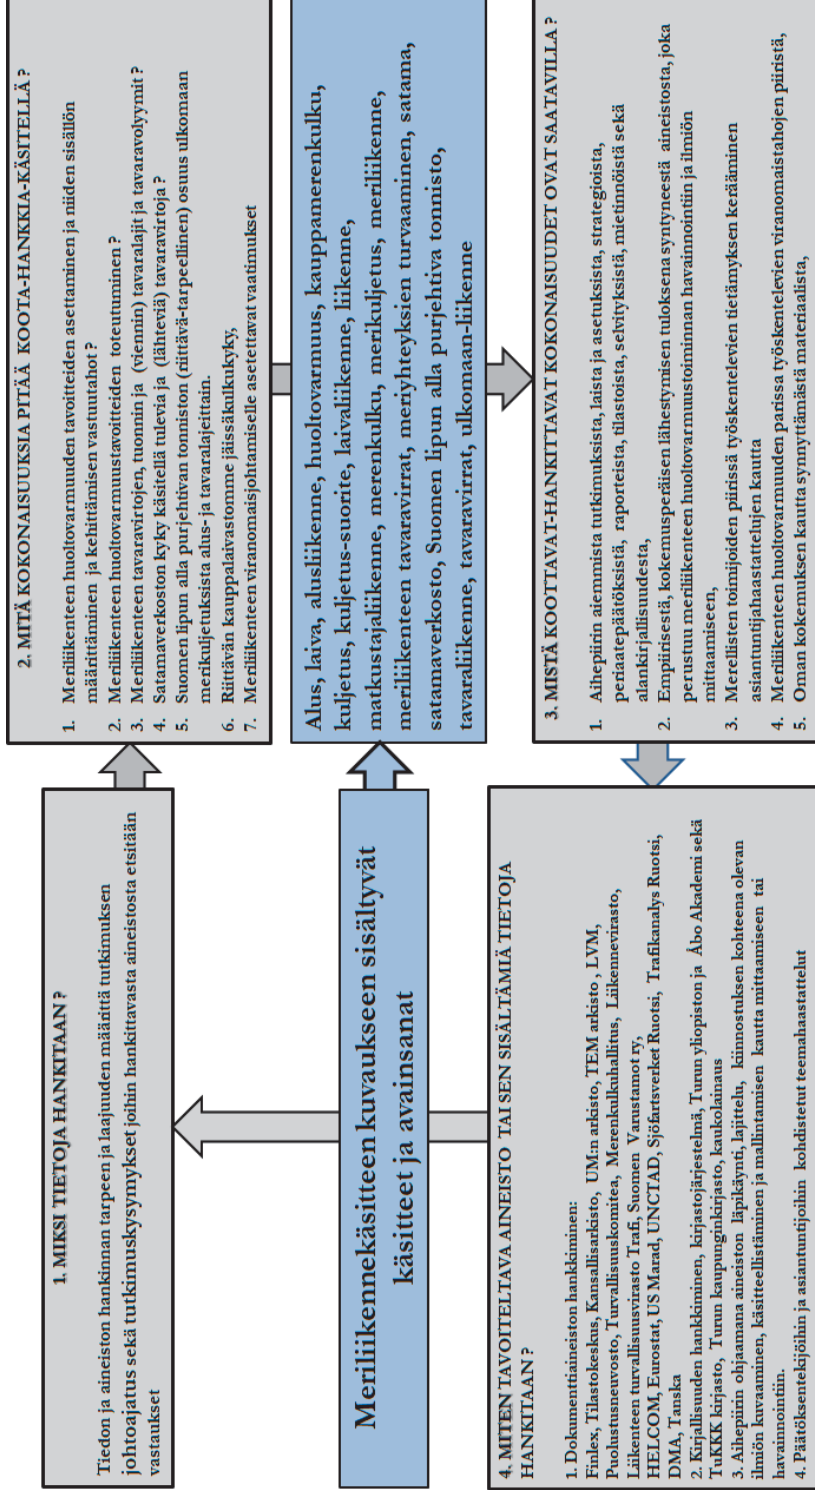 1. MIKSI TIETOJA HANKITAAN?
Tiedon ja aineiston hankinnan tarpeen ja laajuuden määrittä tutkimuksen
johtoajatus sekä tutkimuskysymykset joihin hankittavasta aineistosta etsitään
vastaukset
2. MITÄ KOKONAISUUKSIA PITÄÄ KOOTA-HANKKIA-KÄSITELLÄ?
1. Meriliikenteen huoltovarmuuden tavoitteiden asettaminen ja niiden sisällön
määrittäminen ja kehittämisen vastuutahot?
2. Meriliikenteen huoltovarmuustavoitteiden toteutuminen?
3. Meriliikenteen tavaravirtojen, tuonnin ja (viennin) tavaralajit ja tavaravolyymit?
4. Satamaverkoston kyky käsitellä tulevia ja (lähteviä) tavaravirtoja?
5. Suomen lipun alla purjehtivan tonniston (riittävä-tarpeellinen) osuus ulkomaan
merikuljetuksista alus- ja tavaralajeittain.
6. Riittävän kauppalaivastomme jäissäkulkukyky,
7. Meriliikenteen viranomaisjohtamiselle asetettavat vaatimukset
Meriliikennekäsitteen kuvaukseen sisältyvät
käsitteet ja avainsanat
Alus, laiva, alusliikenne, huoltovarmuus, kauppamerenkulku,
kuljetus, kuljetus-suorite, laivaliikenne, liikenne,
matkustajaliikenne, merenkulku, merikuljetus, meriliikenne,
meriliikenteen tavaravirrat, meriyhteyksien turvaaminen, satama,
satamaverkosto, Suomen lipun alla purjehtiva tonnisto,
tavaraliikenne, tavaravirrat, ulkomaan-liikenne
3. MISTÄ KOOTTAVAT-HANKITTAVAT KOKONAISUUDET OVAT SAATAVILLA?
1. Aihepiirin aiemmista tutkimuksista, laista ja asetuksista, strategioista,
periaatepäätöksistä, raporteista, tilastoista, selvityksistä, mietinnöistä sekä
alankirjallisuudesta,
2. Empiirisestä, kokemusperäisen lähestymisen tuloksena syntyneestä aineistosta, joka
perustuu meriliikenteen huoltovarmuustoiminnan havainnointiin ja ilmiön
mittaamiseen,
3. Merellisten toimijoiden piirissä työskentelevien tietämyksen kerääminen
asiantuntijahaastattelujen kautta
4. Meriliikenteen huoltovarmuuden parissa työskentelevien viranomaistahojen piiristä,
5. Oman kokemuksen kautta synnyttämästä materiaalista,
4. MITEN TAVOITELTAVA AINEISTO TAI SEN SISÄLTÄMIÄ TIETOJA
HANKITAAN?
1. Dokumenttiaineiston hankkiminen:
Finlex, Tilastokeskus, Kansallisarkisto, UM:n arkisto, TEM arkisto , LVM,
Puolustusneuvosto, Turvallisuuskomitea, Merenkulkuhallitus, Liikennevirasto,
Liikenteen turvallisuusvirasto Trafi, Suomen Varustamot ry,
HELCOM, Eurostat, US Marad, UNCTAD, Sjöfartsverket Ruotsi, Trafikanalys Ruotsi,
DMA, Tanska
2. Kirjallisuuden hankkiminen, kirjastojärjestelmä, Turun yliopiston ja Åbo Akademi sekä
TuKKK kirjasto, Turun kaupunginkirjasto, kaukolainaus
3. Aihepiirin ohjaamana aineiston läpikäynti, lajittelu, kiinnostuksen kohteena olevan
ilmiön kuvaaminen, käsitteellistäminen ja mallintamisen kautta mittaamiseen tai
havainnointiin.
4. Päätöksentekijöihin ja asiantuntijoihin kohdistetut teemahaastattelut